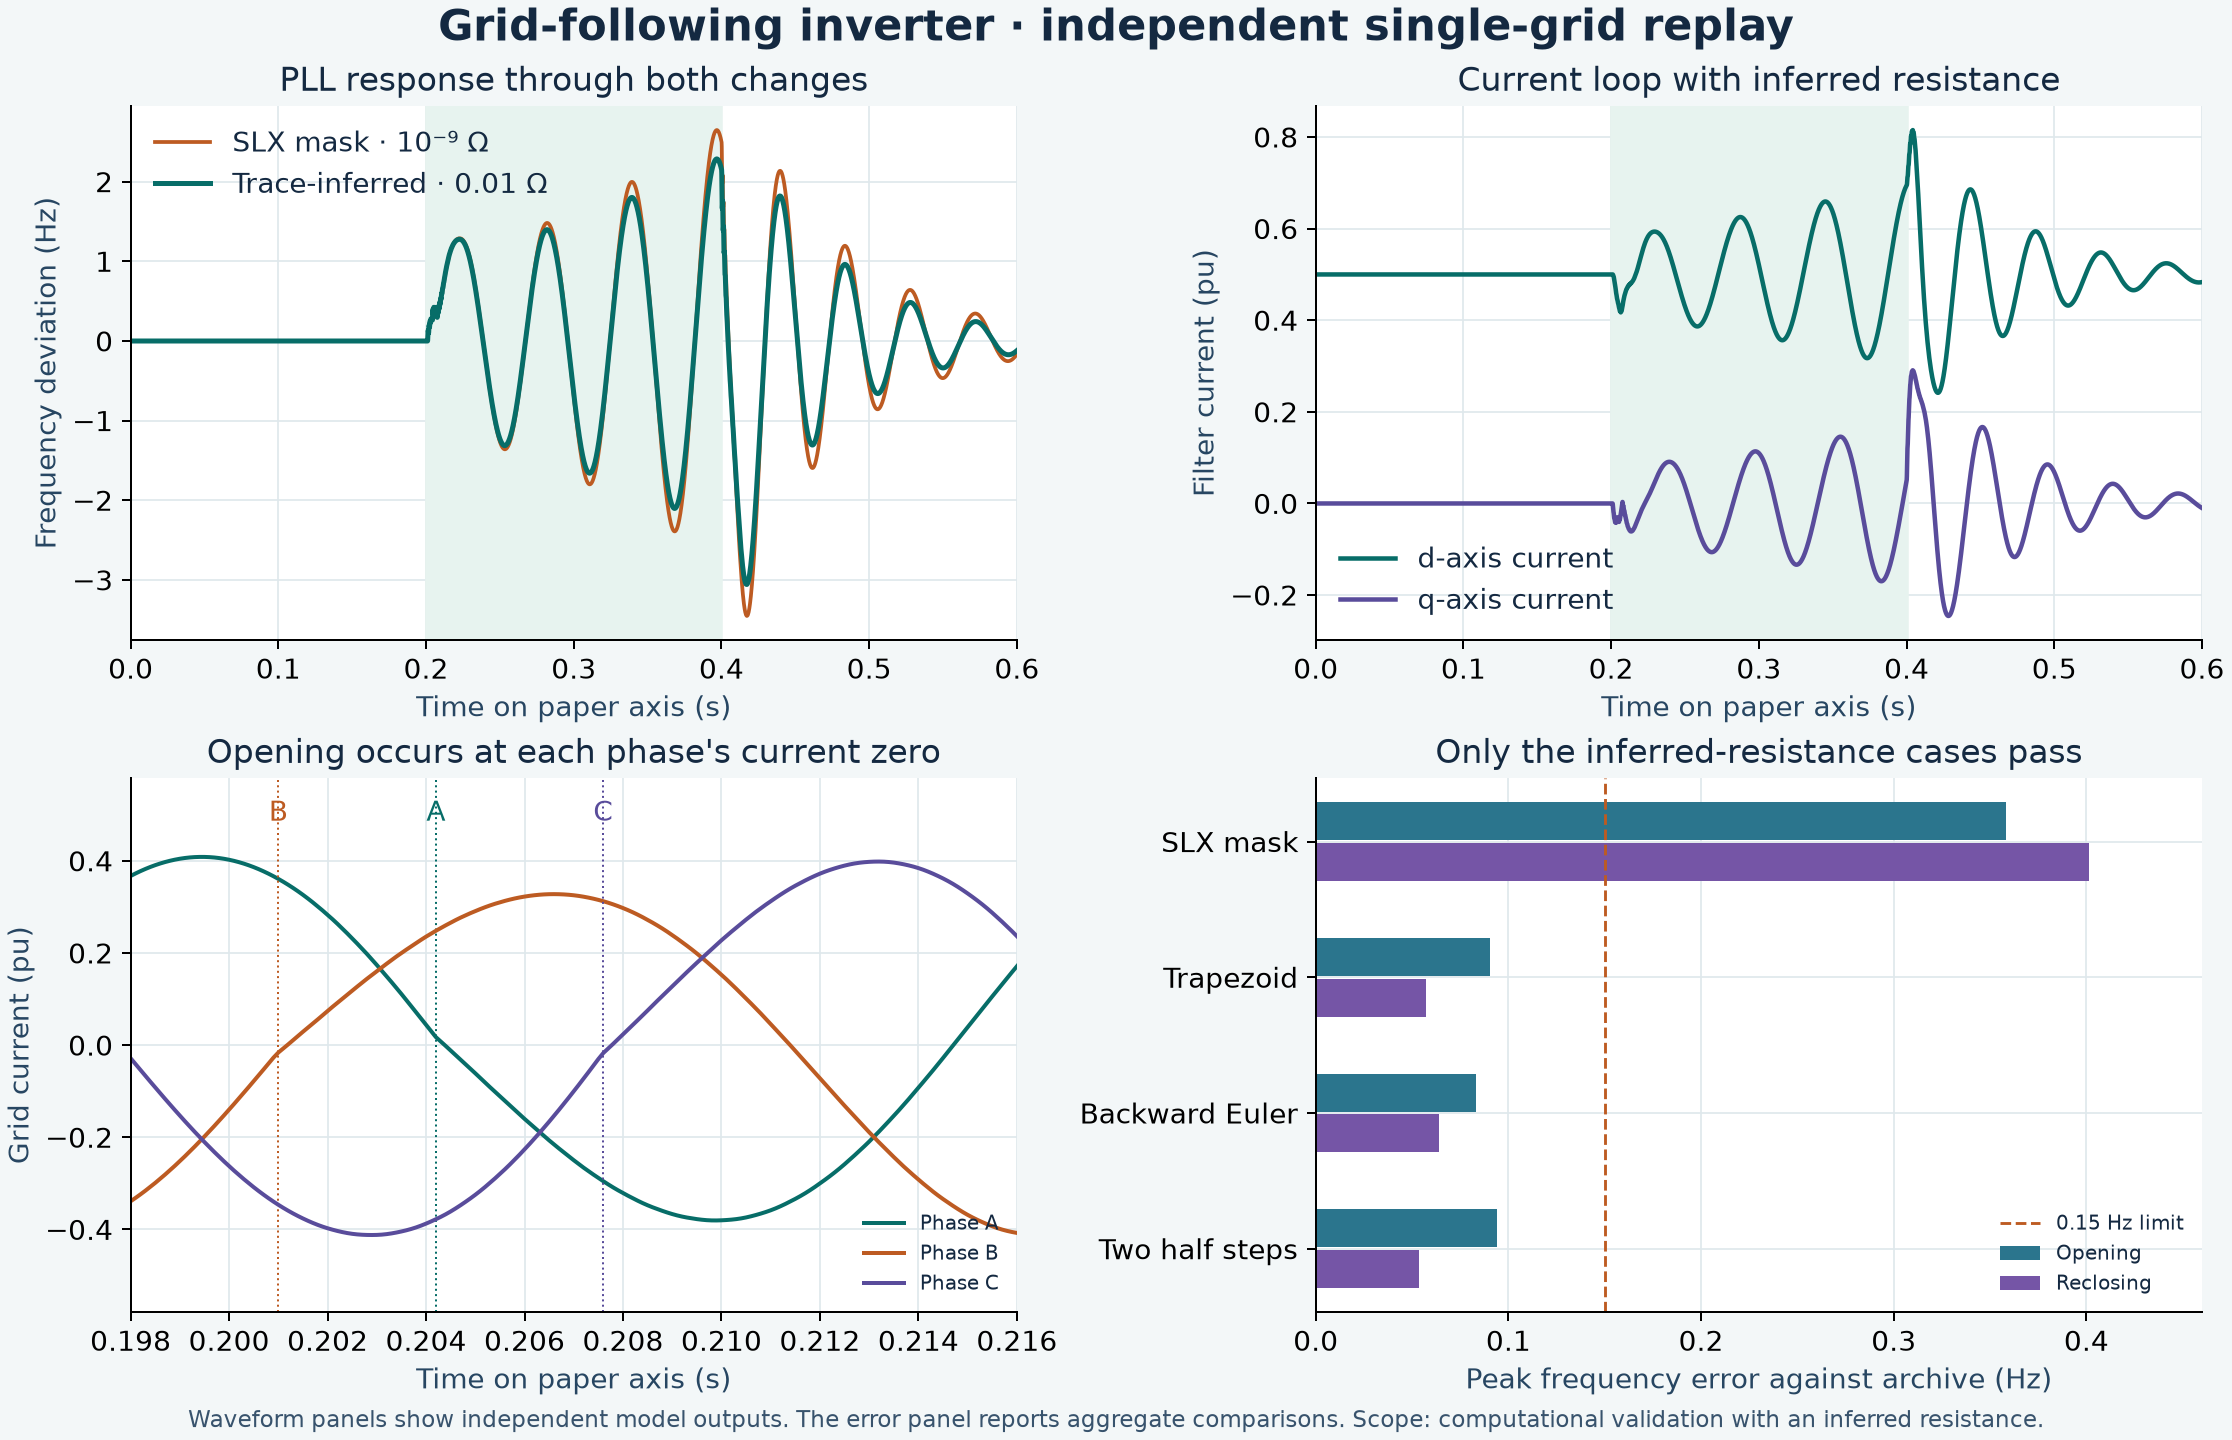 Grid-following inverter · independent single-grid replay
PLL response through both changes
SLX mask · 10⁻⁹ Ω
Trace-inferred · 0.01 Ω
Frequency deviation (Hz)
2
1
0
−1
−2
−3
0.0 0.1 0.2 0.3 0.4 0.5 0.6
Time on paper axis (s)
Current loop with inferred resistance
Filter current (pu)
0.8
0.6
0.4
0.2
0.0
−0.2
d-axis current
q-axis current
0.0 0.1 0.2 0.3 0.4 0.5 0.6
Time on paper axis (s)
Opening occurs at each phase's current zero
B A C
Grid current (pu)
0.4
0.2
0.0
−0.2
−0.4
Phase A
Phase B
Phase C
0.198 0.200 0.202 0.204 0.206 0.208 0.210 0.212 0.214 0.216
Time on paper axis (s)
Only the inferred-resistance cases pass
SLX mask
Trapezoid
Backward Euler
Two half steps
0.15 Hz limit
Opening
Reclosing
0.0 0.1 0.2 0.3 0.4
Peak frequency error against archive (Hz)
Waveform panels show independent model outputs. The error panel reports aggregate comparisons. Scope: computational validation with an inferred resistance.